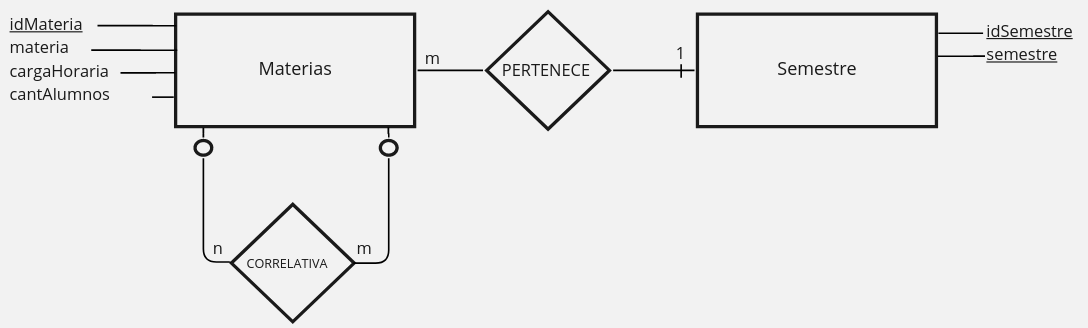 idMateria
materia
cargaHoraria
cantAlumnos
Materias
m
PERTENECE
1
Semestre
idSemestre
semestre
n
CORRELATIVA
m